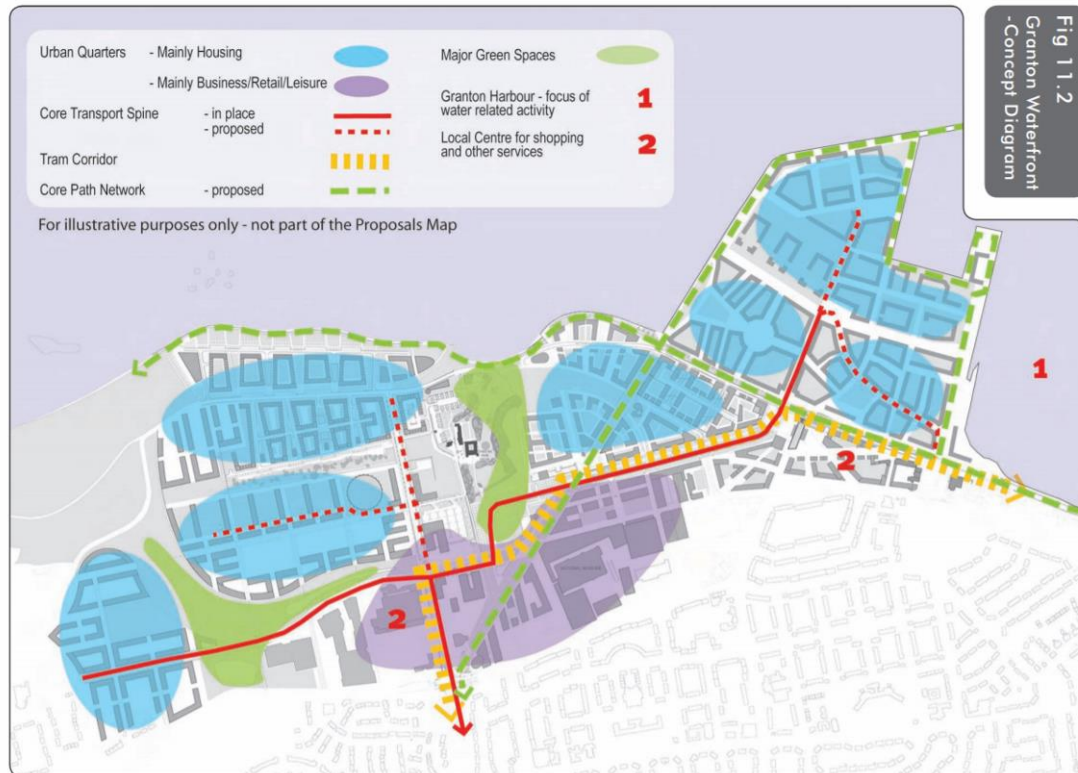 Fig 11.2
Granton Waterfront
-Concept Diagram
Urban Quarters - Mainly Housing
- Mainly Business/Retail/Leisure
Core Transport Spine - in place
- proposed
Tram Corridor
Core Path Network - proposed
Major Green Spaces
Granton Harbour - focus of
water related activity
1
Local Centre for shopping
and other services
2
For illustrative purposes only - not part of the Proposals Map
1
2
2